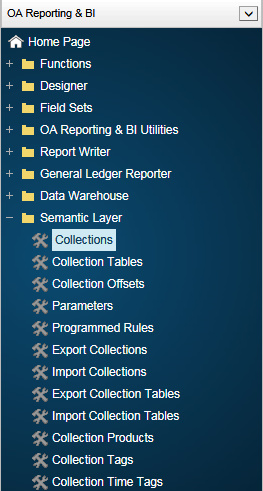 OA Reporting & BI
Home Page
Functions
Designer
Field Sets
OA Reporting & BI Utilities
Report Writer
General Ledger Reporter
Data Warehouse
Semantic Layer
Collections
Collection Tables
Collection Offsets
Parameters
Programmed Rules
Export Collections
Import Collections
Export Collection Tables
Import Collection Tables
Collection Products
Collection Tags
Collection Time Tags